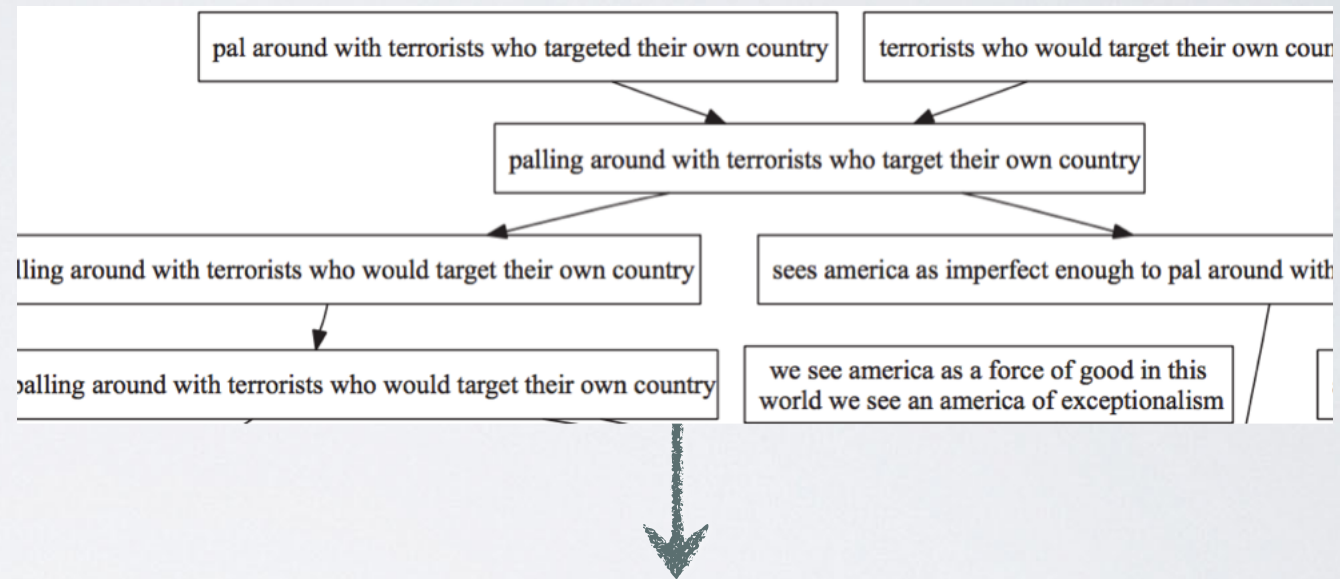 pal around with terrorists who targeted their own country
terrorists who would target their own
palling around with terrorists who target their own country
around with terrorists who would target their own country
sees america as imperfect enough to pal around with
around with terrorists who would target their own country
we see america as a force of good in this
world we see an america of exceptionalism